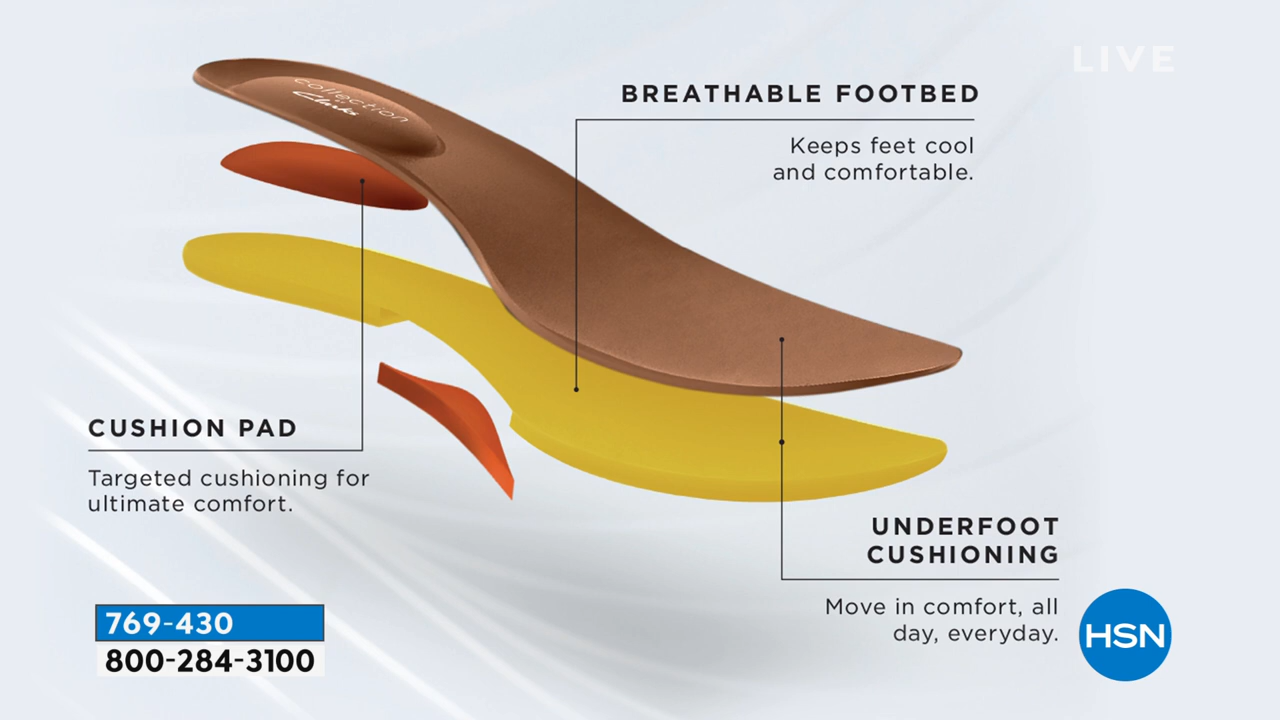 LIVE
BREATHABLE FOOTBED
Keeps feet cool
and comfortable.
collection
Clarks
CUSHION PAD
Targeted cushioning for
ultimate comfort.
UNDERFOOT
CUSHIONING
Move in comfort, all
day, everyday.
769-430
800-284-3100
HSN